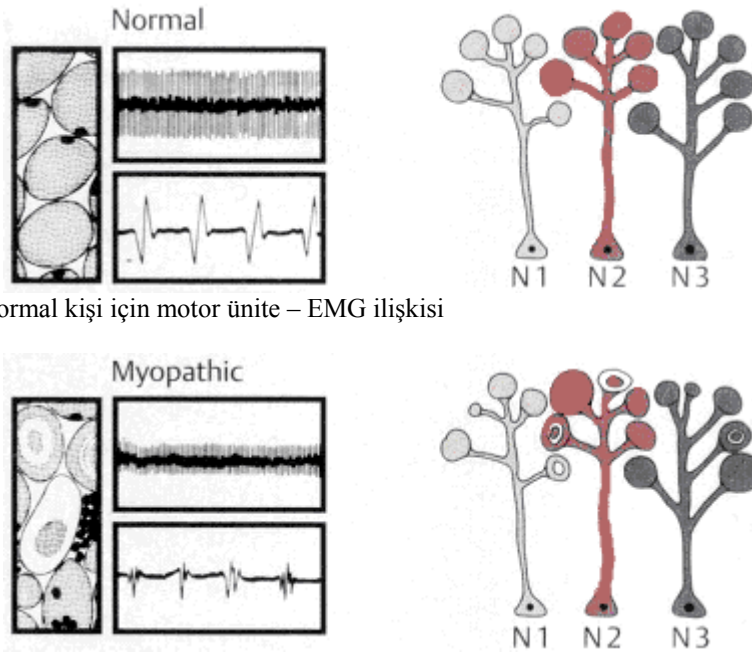 Normal
N1 N2 N3
ormal kişi için motor ünite – EMG ilişkisi
Myopathic
N1 N2 N3